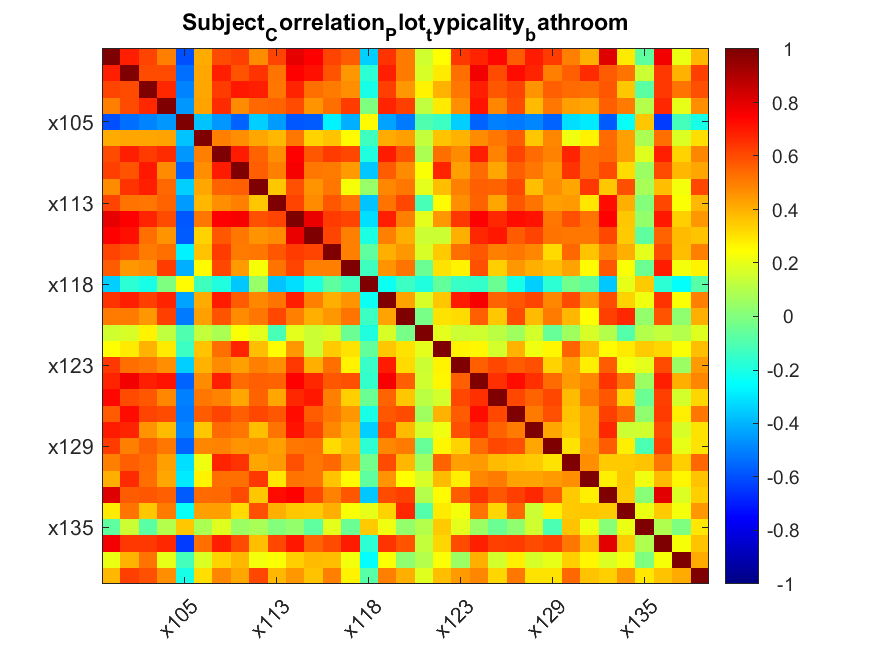 Subject_Correlation_Plot_typicality_bathroom
x105
x113
x118
x123
x129
x135
x105
x113
x118
x123
x129
x135
1
0.8
0.6
0.4
0.2
0
-0.2
-0.4
-0.6
-0.8
-1